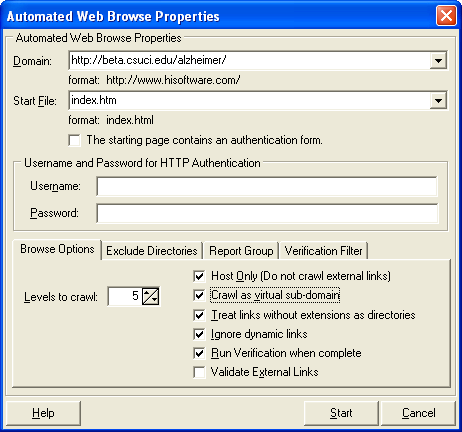 Automated Web Browse Properties
Automated Web Browse Properties
Domain: http://beta.csuci.edu/alzheimer/
format: http://www.hisoftware.com/
Start File: index.htm
format: index.html
The starting page contains an authentication form.
Username and Password for HTTP Authentication
Username:
Password:
Browse Options Exclude Directories Report Group Verification Filter
Host Only (Do not crawl external links)
Levels to crawl: 5 Crawl as virtual sub-domain
Treat links without extensions as directories
Ignore dynamic links
Run Verification when complete
Validate External Links
Help Start Cancel